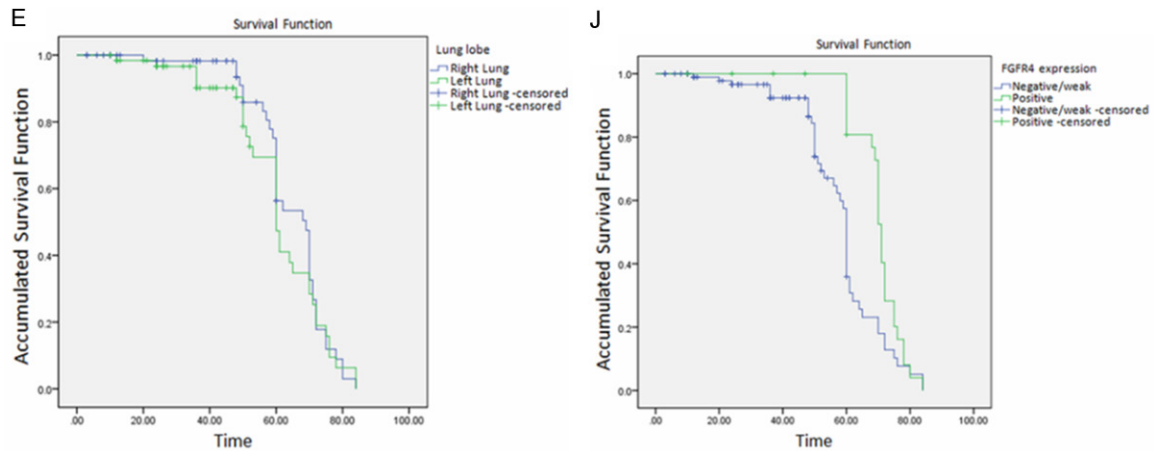 E
Survival Function
Accumulated Survival Function
1.0
0.8
0.6
0.4
0.2
0.0
.00 20.00 40.00 60.00 80.00 100.00
Time
Lung lobe
Right Lung
Left Lung
Right Lung -censored
Left Lung -censored
J
Survival Function
Accumulated Survival Function
1.0
0.8
0.6
0.4
0.2
0.0
.00 20.00 40.00 60.00 80.00 100.00
Time
FGFR4 expression
Negative/weak
Positive
Negative/weak -censored
Positive -censored